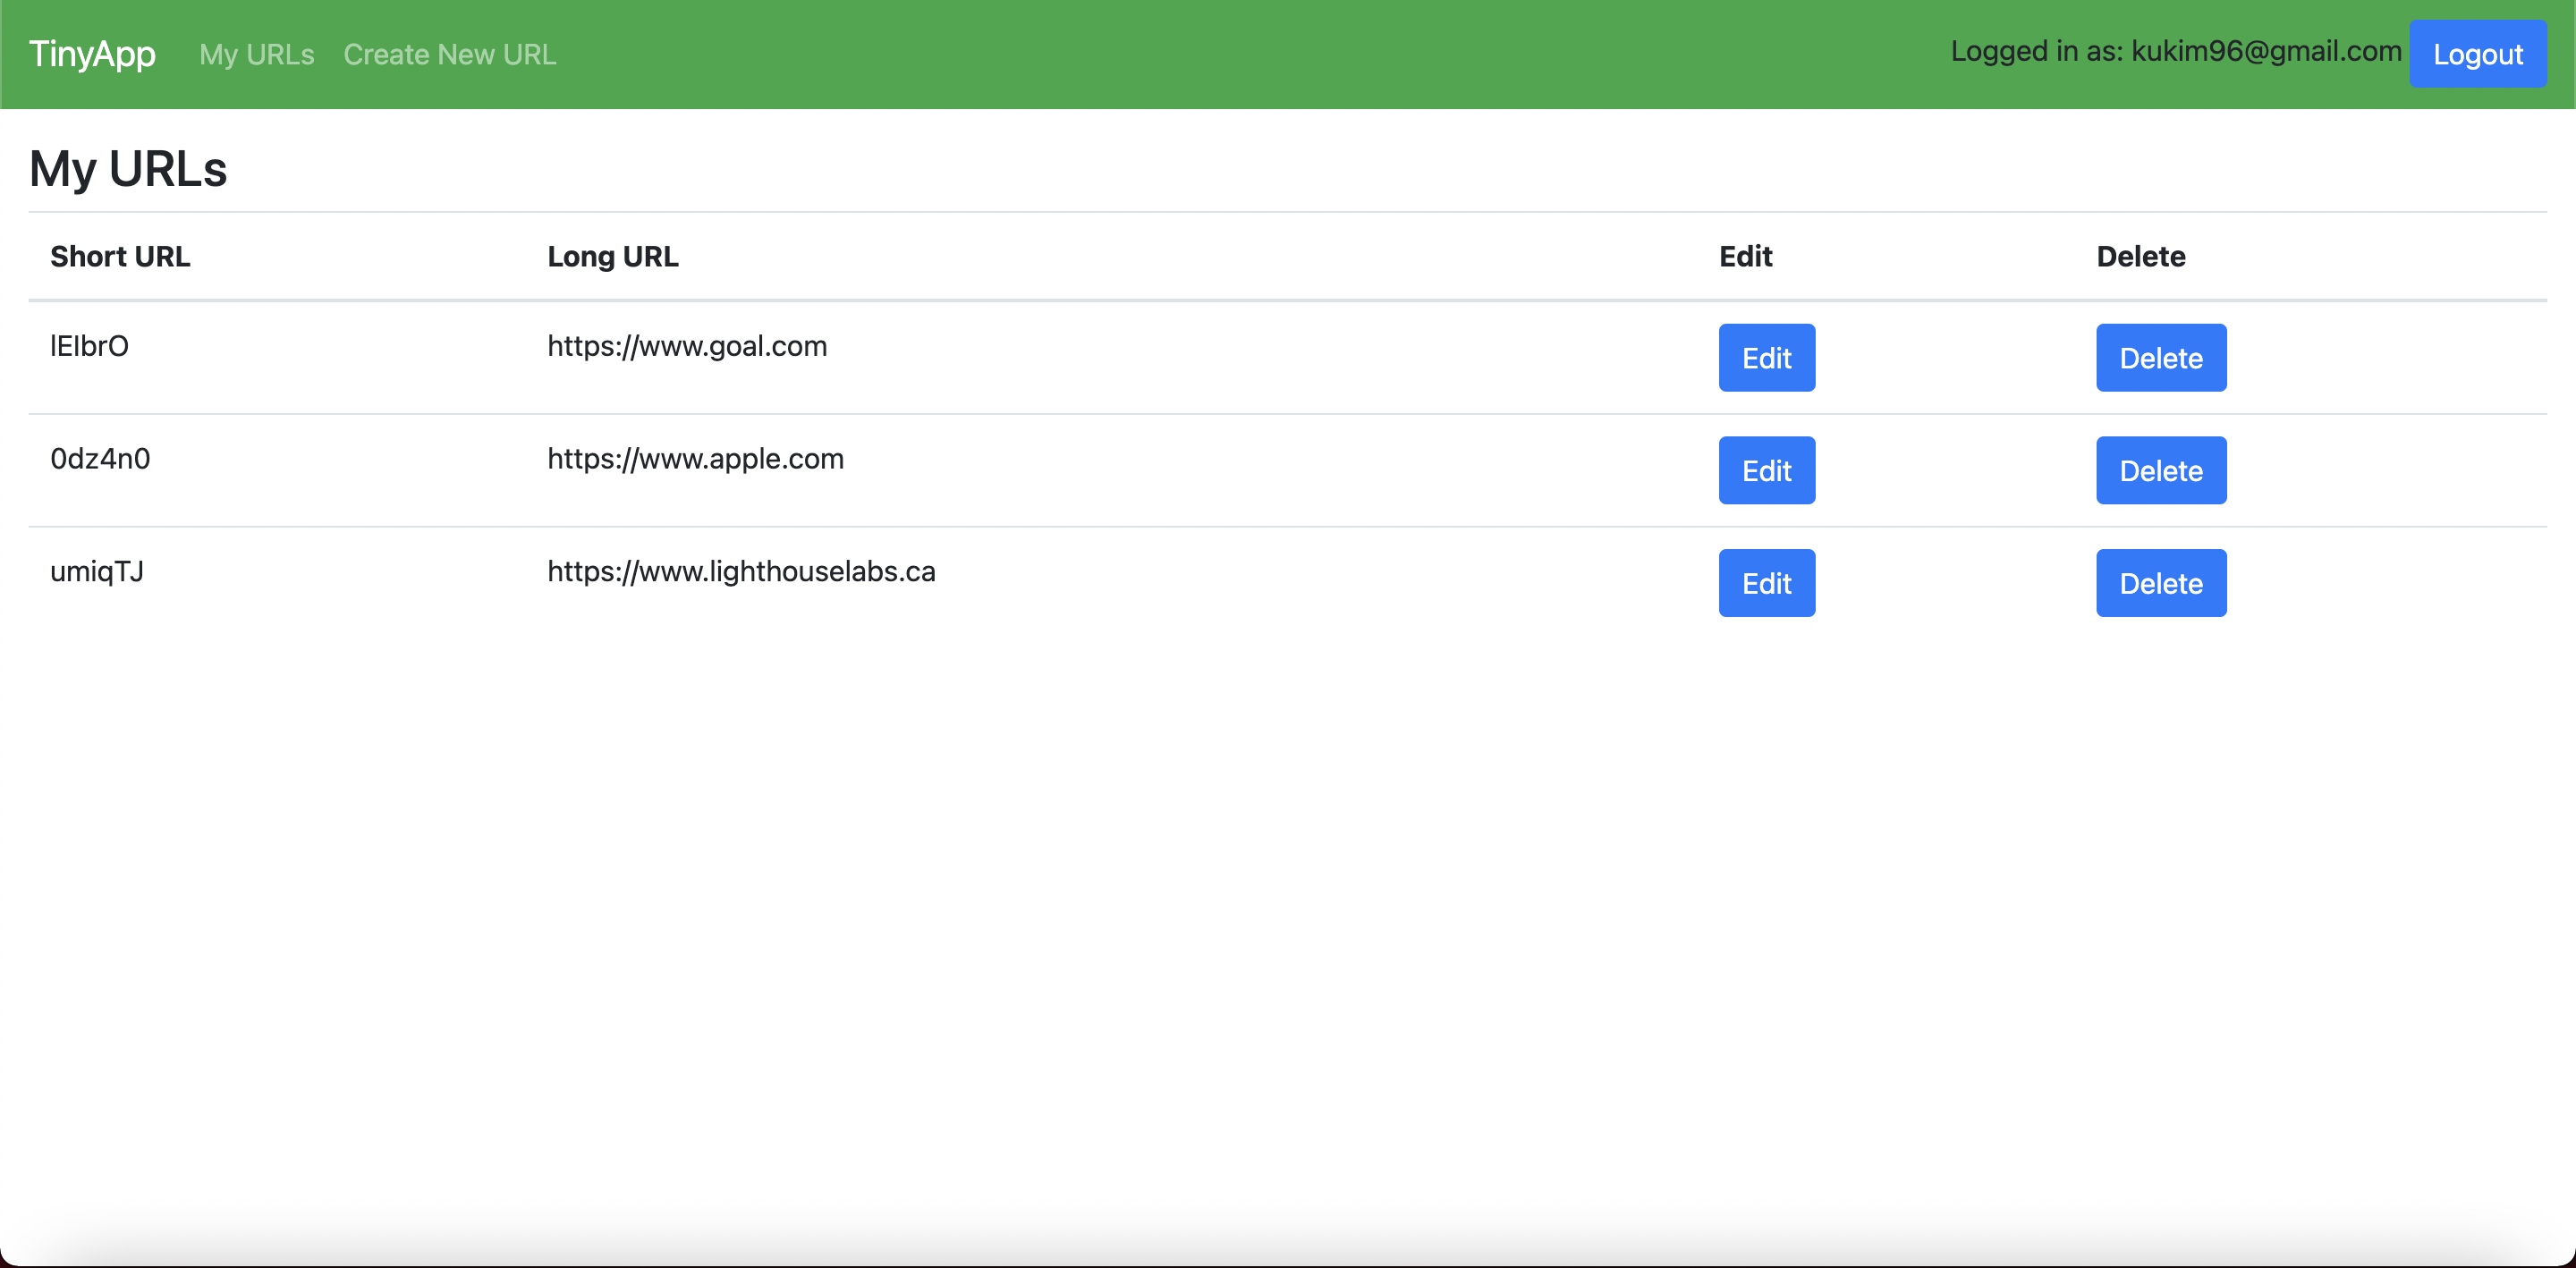 TinyApp My URLs Create New URL Logged in as: kukim96@gmail.com Logout
My URLs
Short URL Long URL Edit Delete
lEIbrO https://www.goal.com Edit Delete
0dz4n0 https://www.apple.com Edit Delete
umiqTJ https://www.lighthouselabs.ca Edit Delete